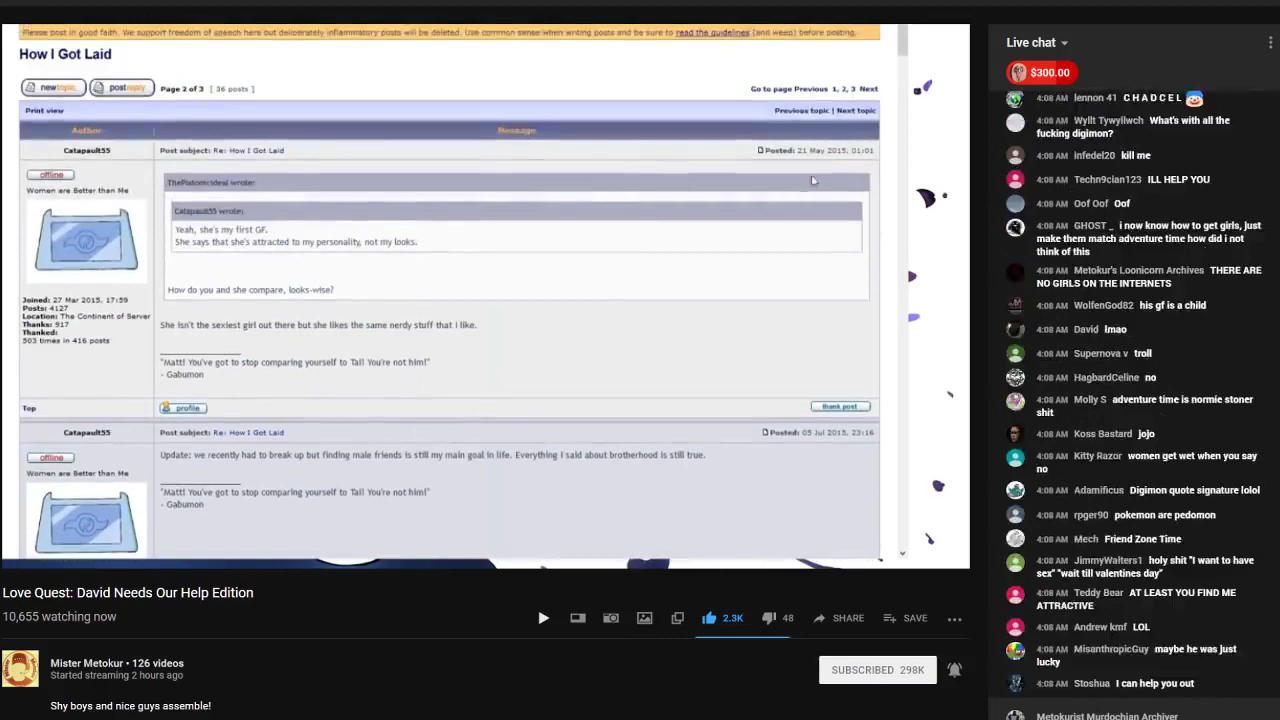 Please post in good faith. We support freedom of speech here but deliberately inflammatory posts will be deleted. Use common sense when writing posts and be sure to read the guidelines (and weep) before posting.
How I Got Laid
newtopic postreply Page 2 of 3 [ 36 posts ] Go to page Previous 1, 2, 3 Next
Print view Previous topic | Next topic
Author Message
Catapault55 Post subject: Re: How I Got Laid Posted: 21 May 2015, 01:01
offline
Women are Better than Me
ThePlatomicIdeal wrote:
Catapault55 wrote:
Yeah, she's my first GF.
She says that she's attracted to my personality, not my looks.
How do you and she compare, looks-wise?
Joined: 27 Mar 2015, 17:59
Posts: 4127
Location: The Continent of Server
Thanks: 917
Thanked:
503 times in 416 posts
She isn't the sexiest girl out there but she likes the same nerdy stuff that I like.
"Matt! You've got to stop comparing yourself to Tai! You're not him!"
- Gabumon
Top profile thank post
Catapault55 Post subject: Re: How I Got Laid Posted: 05 Jul 2015, 23:16
offline
Women are Better than Me
Update: we recently had to break up but finding male friends is still my main goal in life. Everything I said about brotherhood is still true.
"Matt! You've got to stop comparing yourself to Tai! You're not him!"
- Gabumon
Love Quest: David Needs Our Help Edition
10,655 watching now
2.3K 48 SHARE SAVE
Mister Metokur • 126 videos
Started streaming 2 hours ago
SUBSCRIBED 298K
Shy boys and nice guys assemble!
Live chat
$300.00
4:08 AM lennon 41 C H A D C E L
4:08 AM Wyllt Tywyllwch What's with all the
fucking digimon?
4:08 AM infedel20 kill me
4:08 AM Techn9cian123 ILL HELP YOU
4:08 AM Oof Oof Oof
4:08 AM GHOST _ i now know how to get girls, just
make them match adventure time how did i not
think of this
4:08 AM Metokur's Loonicorn Archives THERE ARE
NO GIRLS ON THE INTERNETS
4:08 AM WolfenGod82 his gf is a child
4:08 AM David lmao
4:08 AM Supernova v troll
4:08 AM HagbardCeline no
4:08 AM Molly S adventure time is normie stoner
shit
4:08 AM Koss Bastard jojo
4:08 AM Kitty Razor women get wet when you say
no
4:08 AM Adamificus Digimon quote signature lolol
4:08 AM rpger90 pokemon are pedomon
4:08 AM Mech Friend Zone Time
4:08 AM JimmyWalters1 holy shit "I want to have
sex" "wait till valentines day"
4:08 AM Teddy Bear AT LEAST YOU FIND ME
ATTRACTIVE
4:08 AM Andrew kmf LOL
4:08 AM MisanthropicGuy maybe he was just
lucky
4:08 AM Stoshua I can help you out
Metokurist Murdochian Archiver